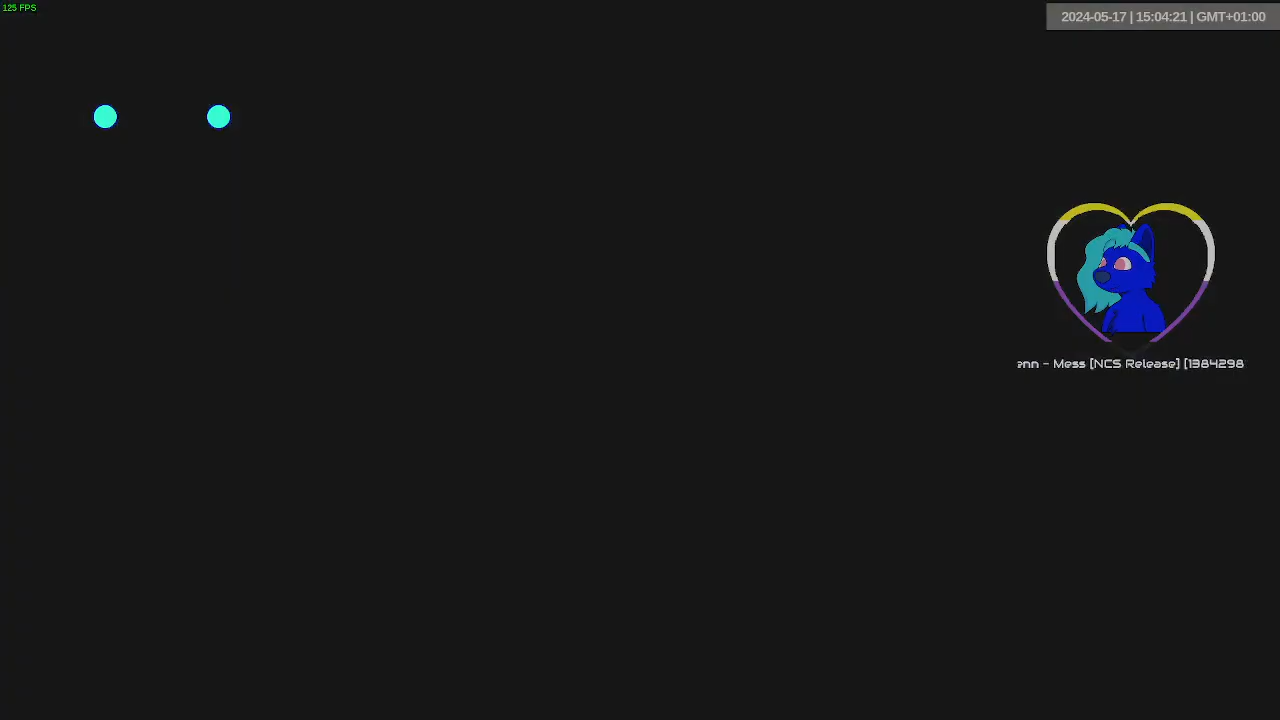 125 FPS
2024-05-17 | 15:04:21 | GMT+01:00
enn - Mess [NCS Release] [1384298